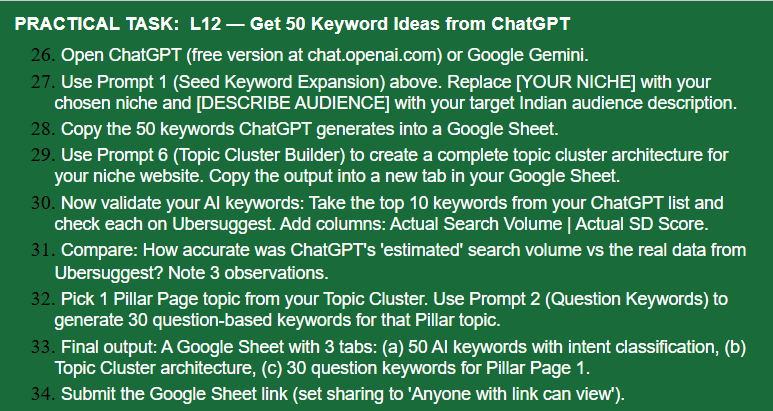 PRACTICAL TASK:  L12 — Get 50 Keyword Ideas from ChatGPT
26. Open ChatGPT (free version at chat.openai.com) or Google Gemini.
27. Use Prompt 1 (Seed Keyword Expansion) above. Replace [YOUR NICHE] with your
chosen niche and [DESCRIBE AUDIENCE] with your target Indian audience description.
28. Copy the 50 keywords ChatGPT generates into a Google Sheet.
29. Use Prompt 6 (Topic Cluster Builder) to create a complete topic cluster architecture for
your niche website. Copy the output into a new tab in your Google Sheet.
30. Now validate your AI keywords: Take the top 10 keywords from your ChatGPT list and
check each on Ubersuggest. Add columns: Actual Search Volume | Actual SD Score.
31. Compare: How accurate was ChatGPT's 'estimated' search volume vs the real data from
Ubersuggest? Note 3 observations.
32. Pick 1 Pillar Page topic from your Topic Cluster. Use Prompt 2 (Question Keywords) to
generate 30 question-based keywords for that Pillar topic.
33. Final output: A Google Sheet with 3 tabs: (a) 50 AI keywords with intent classification, (b)
Topic Cluster architecture, (c) 30 question keywords for Pillar Page 1.
34. Submit the Google Sheet link (set sharing to 'Anyone with link can view').